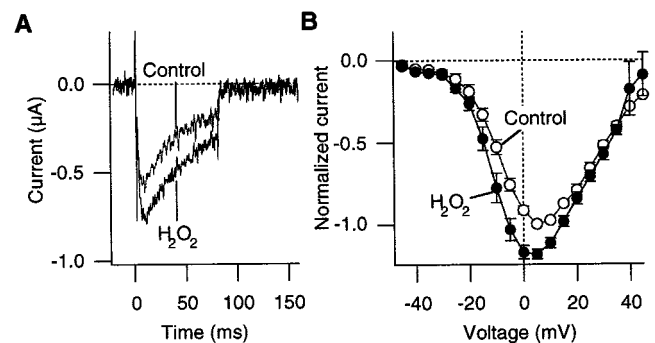 A
Current (µA)
0.0
-0.5
-1.0
Control
H₂O₂
0
50
100
150
Time (ms)
B
Normalized current
0.0
-0.5
-1.0
Control
H₂O₂
-40
-20
0
20
40
Voltage (mV)